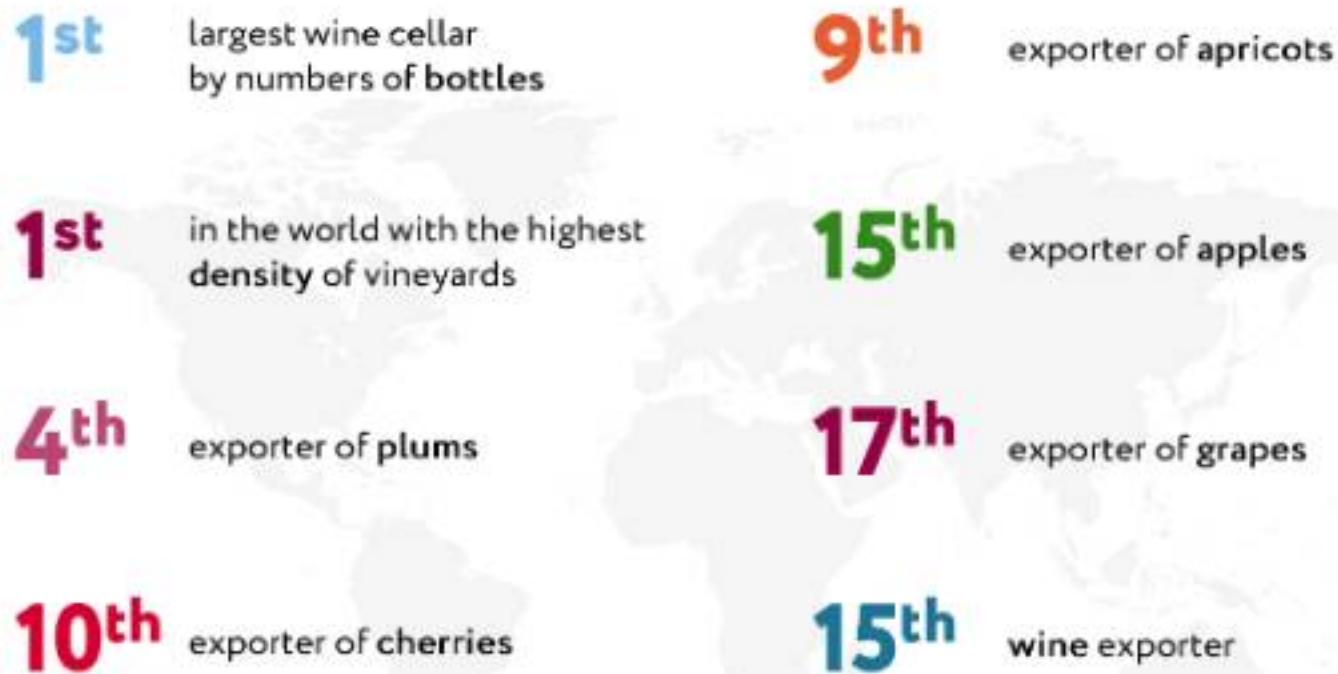 1st largest wine cellar
by numbers of bottles
1st in the world with the highest
density of vineyards
4th exporter of plums
10th exporter of cherries
9th exporter of apricots
15th exporter of apples
17th exporter of grapes
15th wine exporter